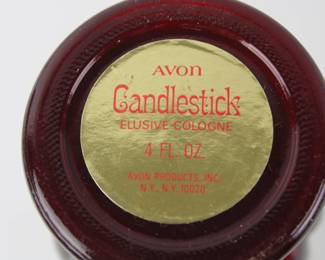 AVON
Candlestick
ELUSIVE COLOGNE
4 FL. OZ.
AVON PRODUCTS, INC.
N.Y., N.Y. 10020